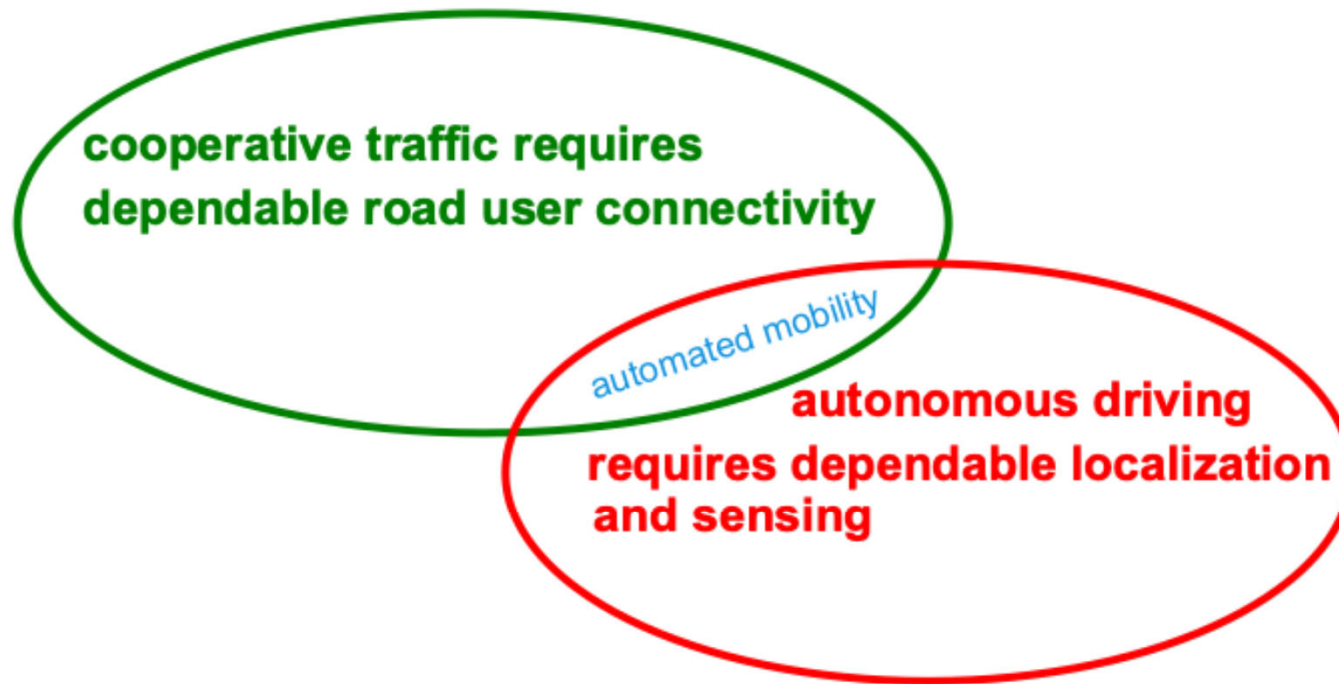 cooperative traffic requires
dependable road user connectivity
automated mobility
autonomous driving
requires dependable localization
and sensing